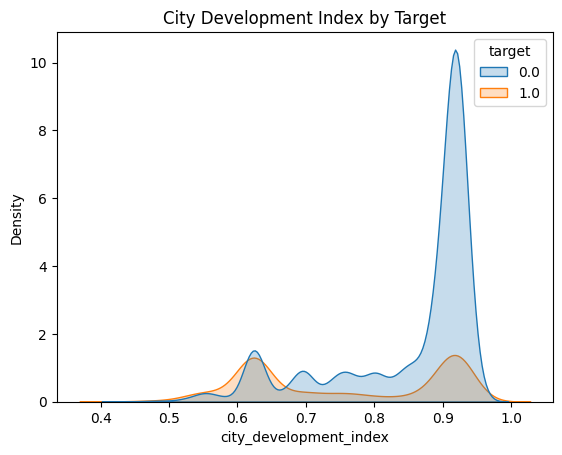 City Development Index by Target
target
0.0
1.0
Density
10
8
6
4
2
0
0.4 0.5 0.6 0.7 0.8 0.9 1.0
city_development_index